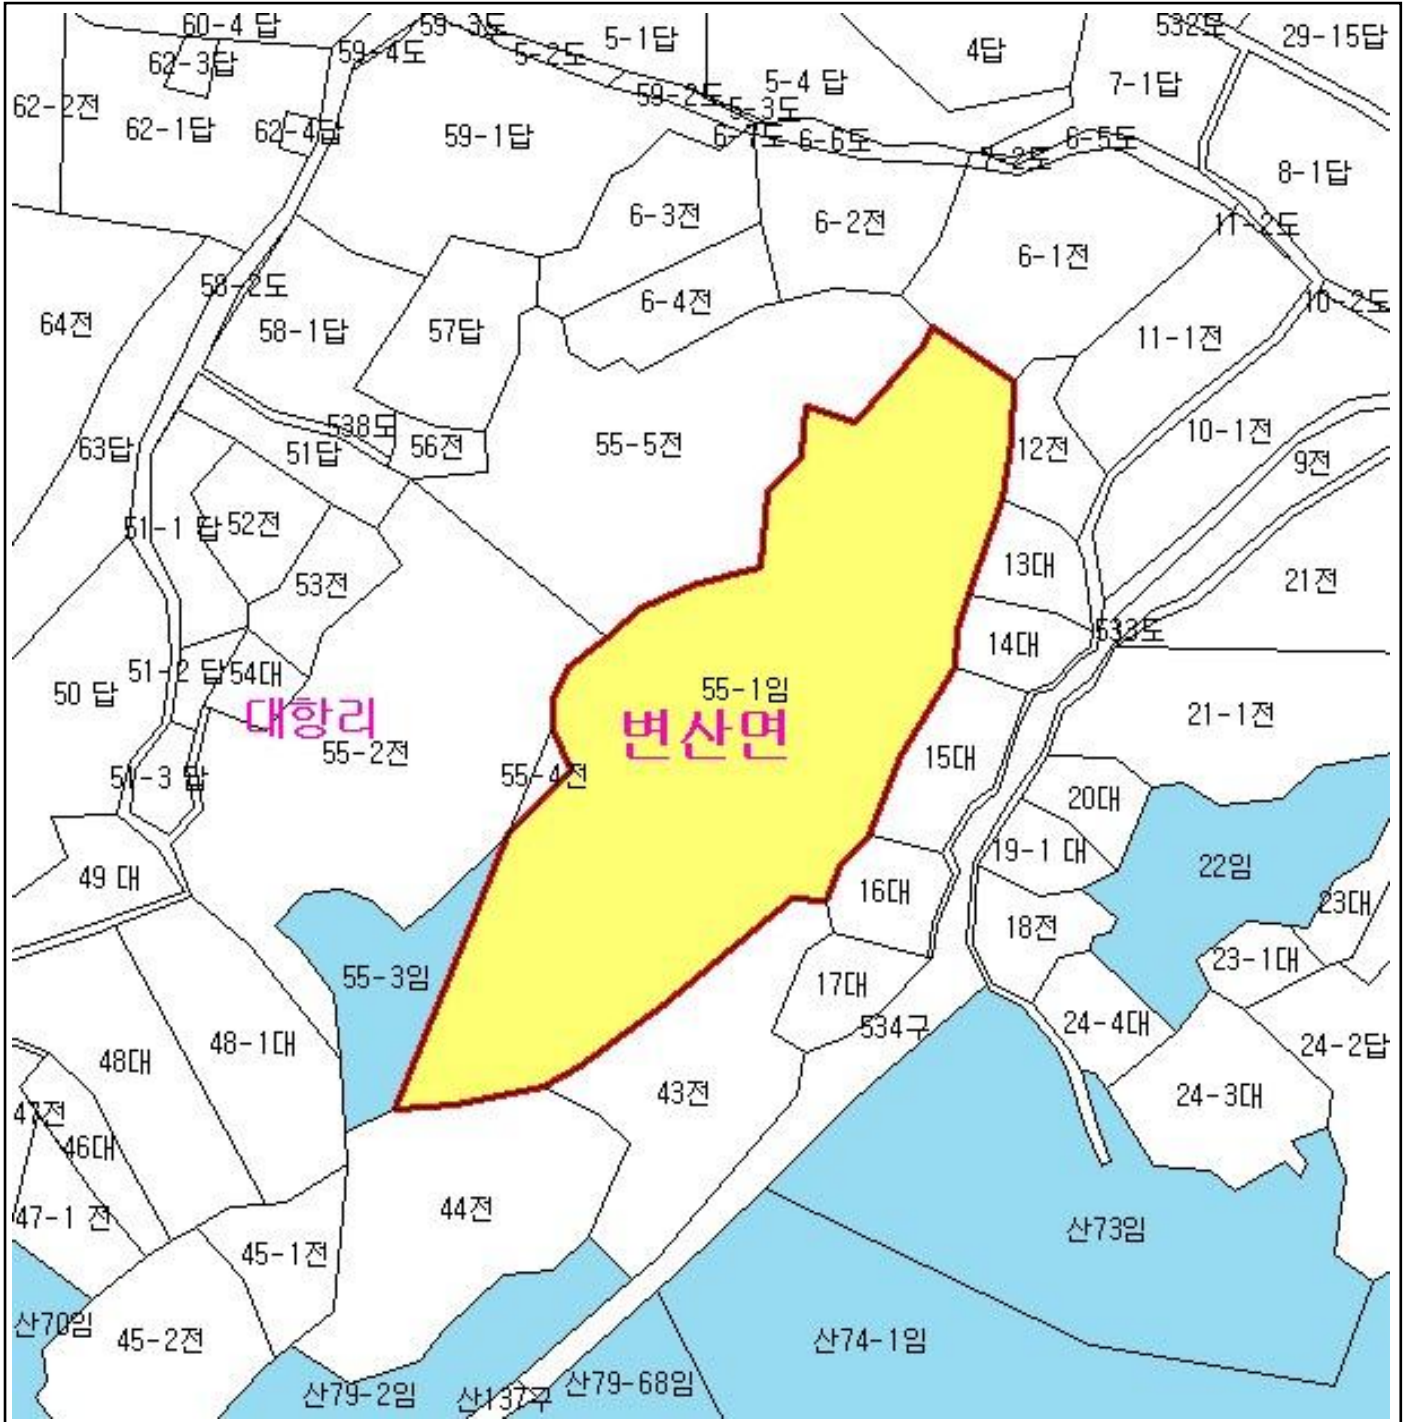 60-4 답
59-3도
5-1답
532도
29-15답
62-3답
59-4도
5-2도
5-4 답
4답
7-1답
62-2전
62-1답
62-4답
59-1답
59-2도
5-3도
6-6도
6-5도
8-1답
6-3전
6-2전
6-1전
11-2도
58-2도
6-4전
10-2도
64전
58-1답
57답
11-1전
538도
63답
51답
56전
55-5전
12전
10-1전
9전
51-1 답
52전
53전
13대
21전
533도
51-2 답
54대
14대
50 답
55-1임
대항리
변산면
21-1전
55-2전
55-4전
15대
51-3 답
20대
19-1 대
22임
49 대
16대
23대
18전
23-1대
55-3임
17대
534구
24-4대
48-1대
24-2답
48대
43전
24-3대
47전
46대
47-1 전
44전
산73임
45-1전
산70임
45-2전
산74-1임
산79-2임
산137구
산79-68임